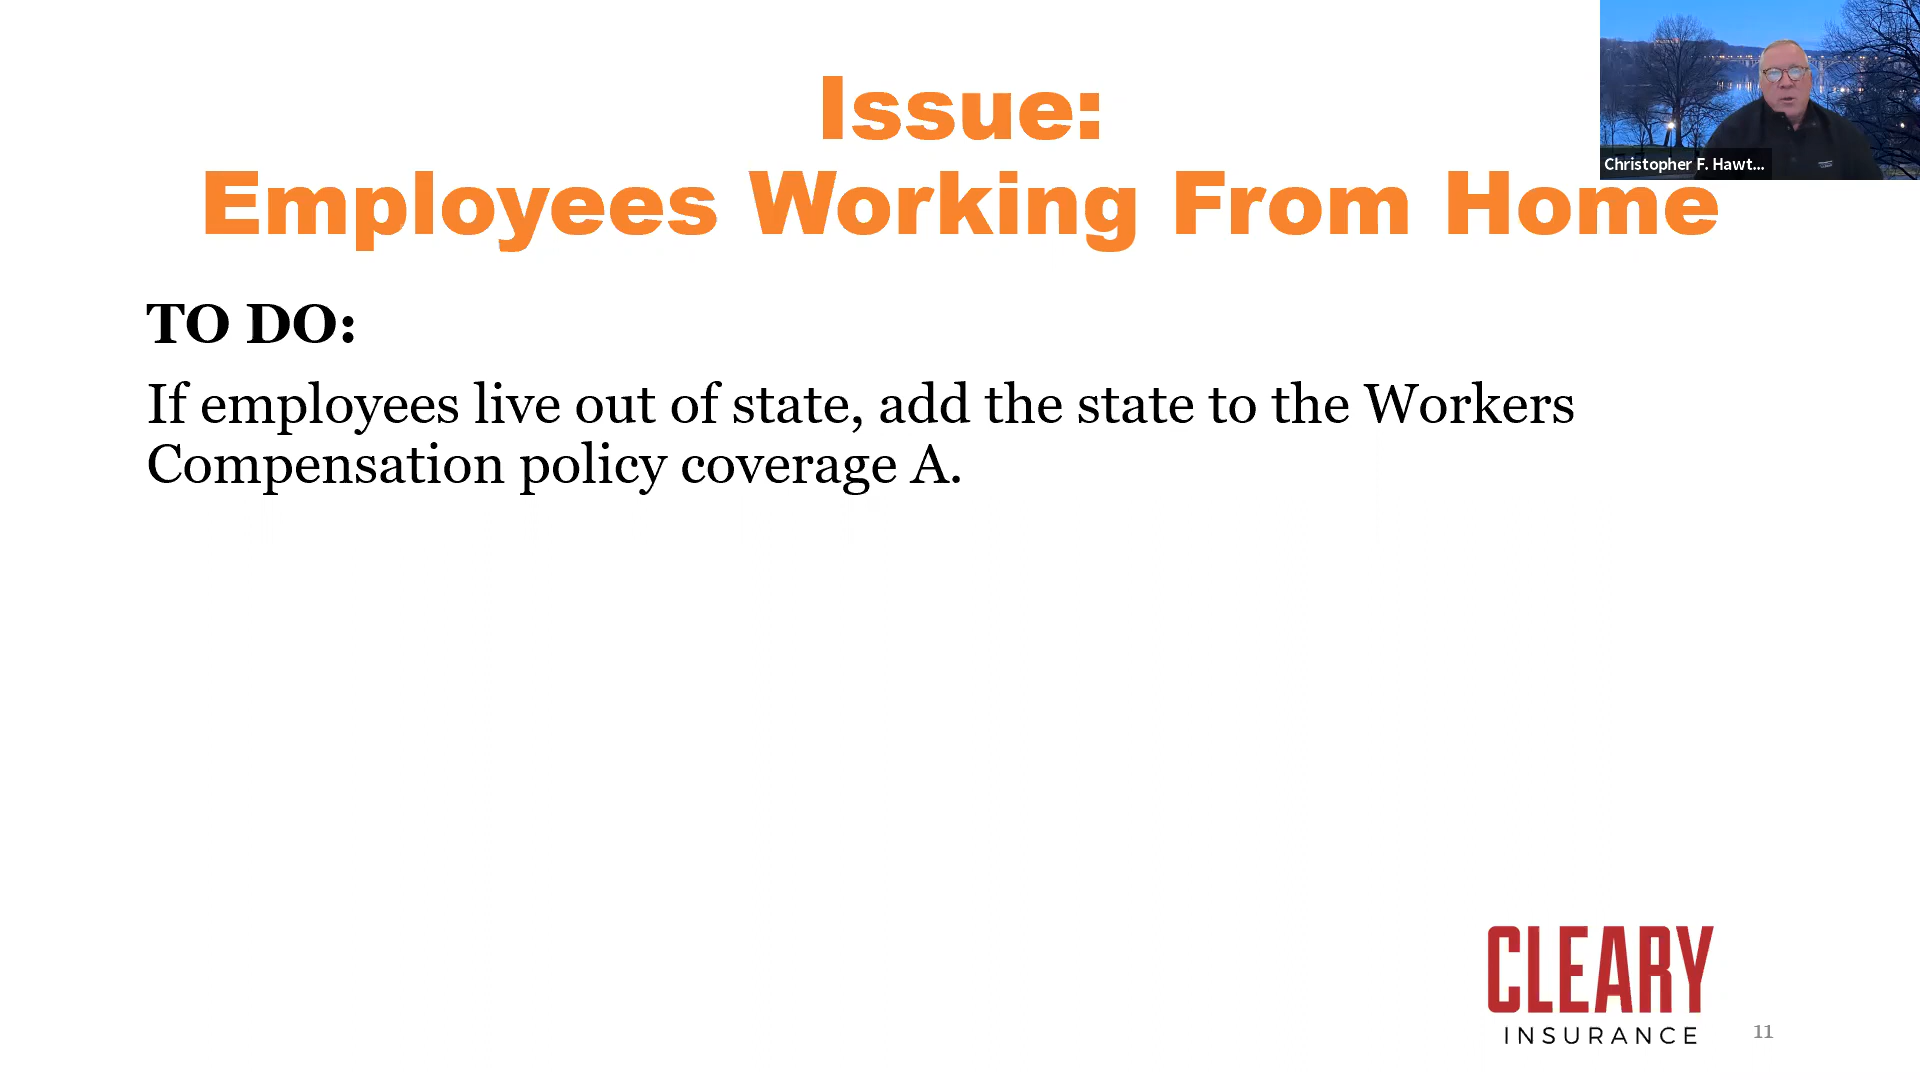 Issue:
Employees Working From Home
Christopher F. Hawt...
TO DO:
If employees live out of state, add the state to the Workers
Compensation policy coverage A.
CLEARY
INSURANCE
11